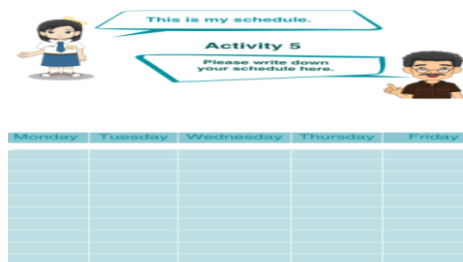 This is my schedule.
Activity 5
Please write down
your schedule here.
Monday Tuesday Wednesday Thursday Friday